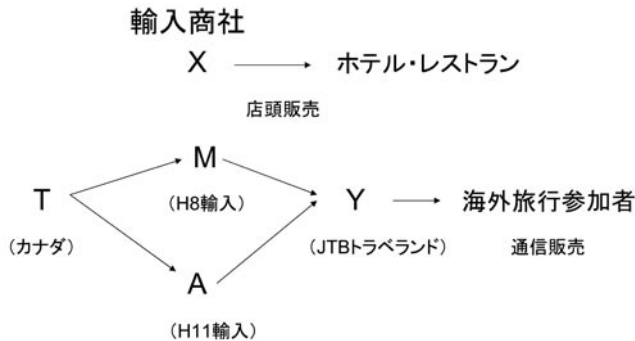 輸入商社
X ホテル・レストラン
店頭販売
M
T Y 海外旅行参加者
(H8輸入)
(カナダ) (JTBトラベランド) 通信販売
A
(H11輸入)